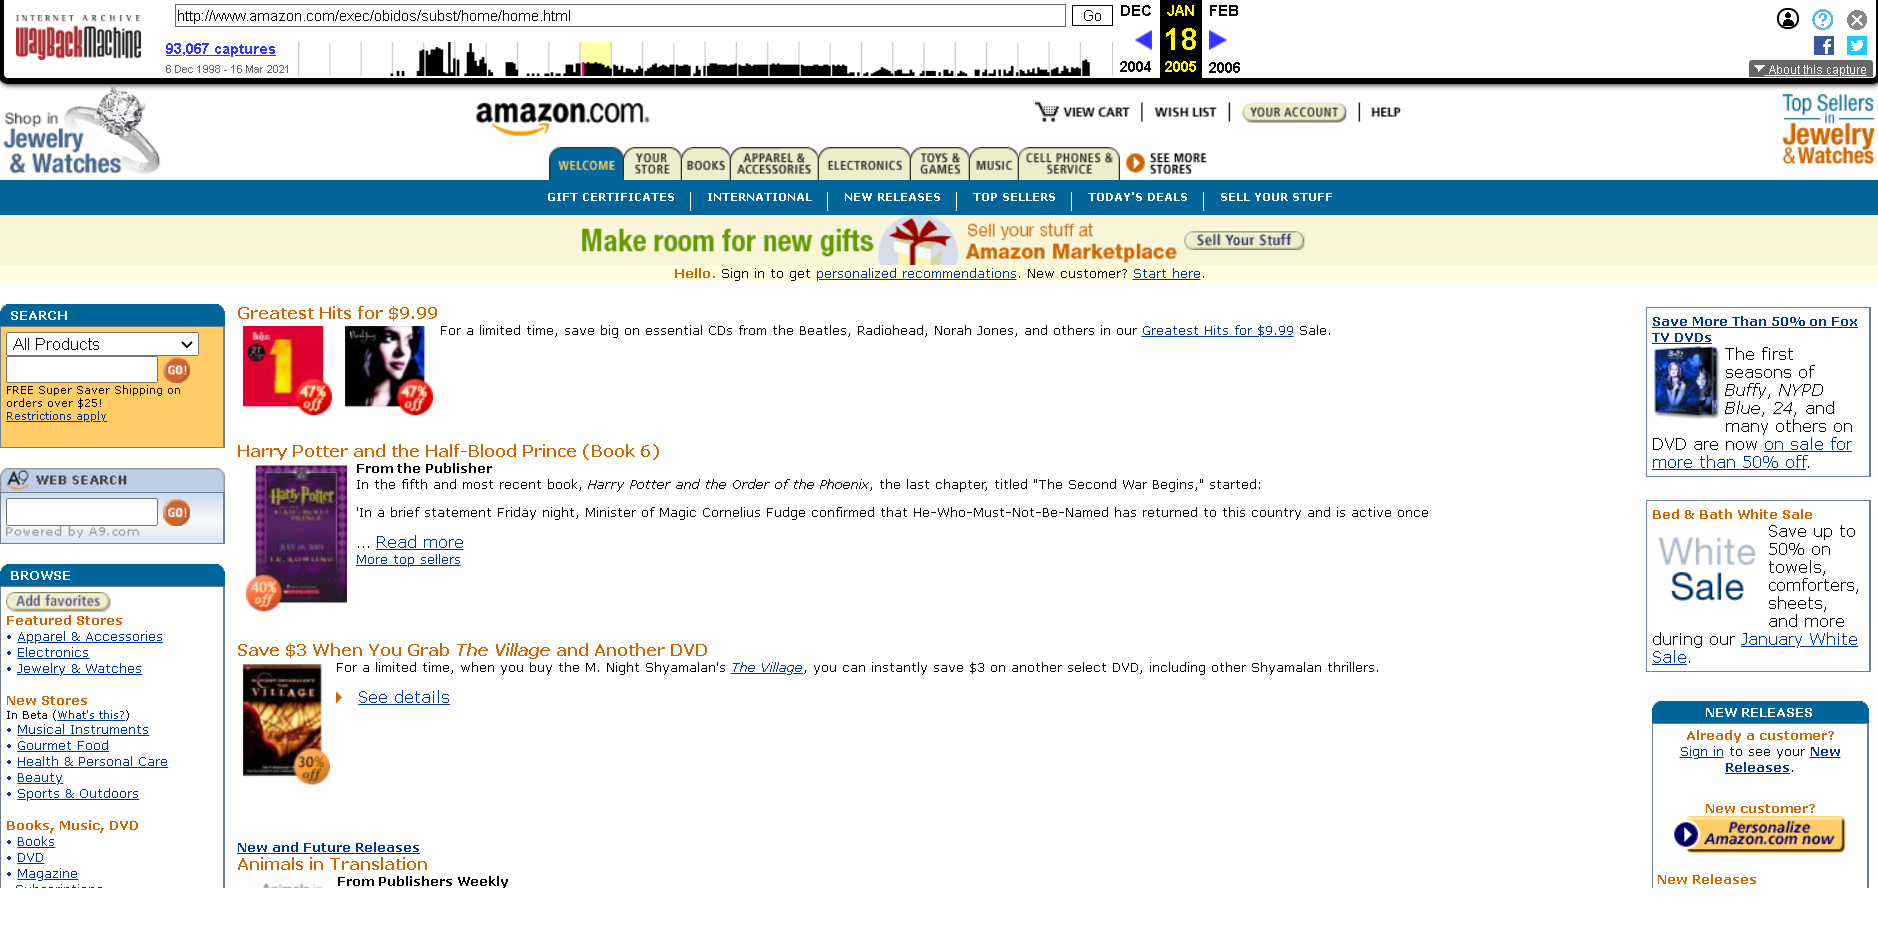 INTERNET ARCHIVE
WayBackMachine
http://www.amazon.com/exec/obidos/subst/home/home.html
Go
DEC
JAN
FEB
93,067 captures
18
6 Dec 1998 - 16 Mar 2021
2004
2005
2006
About this capture
Shop in
Jewelry
& Watches
amazon.com.
VIEW CART
WISH LIST
YOUR ACCOUNT
HELP
Top Sellers
in
Jewelry
& Watches
WELCOME
YOUR
STORE
BOOKS
APPAREL &
ACCESSORIES
ELECTRONICS
TOYS &
GAMES
MUSIC
CELL PHONES &
SERVICE
SEE MORE
STORES
GIFT CERTIFICATES
INTERNATIONAL
NEW RELEASES
TOP SELLERS
TODAY'S DEALS
SELL YOUR STUFF
Make room for new gifts
Sell your stuff at
Amazon Marketplace
Sell Your Stuff
Hello. Sign in to get personalized recommendations. New customer? Start here.
SEARCH
All Products
GO!
FREE Super Saver Shipping on
orders over $25!
Restrictions apply
A9 WEB SEARCH
GO!
Powered by A9.com
BROWSE
Add favorites
Featured Stores
• Apparel & Accessories
• Electronics
• Jewelry & Watches
New Stores
In Beta (What's this?)
• Musical Instruments
• Gourmet Food
• Health & Personal Care
• Beauty
• Sports & Outdoors
Books, Music, DVD
• Books
• DVD
• Magazine
Subscriptions
Greatest Hits for $9.99
For a limited time, save big on essential CDs from the Beatles, Radiohead, Norah Jones, and others in our Greatest Hits for $9.99 Sale.
1
47%
off
47%
off
Harry Potter and the Half-Blood Prince (Book 6)
From the Publisher
In the fifth and most recent book, Harry Potter and the Order of the Phoenix, the last chapter, titled "The Second War Begins," started:
'In a brief statement Friday night, Minister of Magic Cornelius Fudge confirmed that He-Who-Must-Not-Be-Named has returned to this country and is active once
... Read more
More top sellers
Harry Potter
J.K. ROWLING
40%
off
Save $3 When You Grab The Village and Another DVD
For a limited time, when you buy the M. Night Shyamalan's The Village, you can instantly save $3 on another select DVD, including other Shyamalan thrillers.
See details
VILLAGE
30%
off
New and Future Releases
Animals in Translation
From Publishers Weekly
Animals in
Save More Than 50% on Fox
TV DVDs
The first
seasons of
Buffy, NYPD
Blue, 24, and
many others on
DVD are now on sale for
more than 50% off.
Bed & Bath White Sale
White
Sale
Save up to
50% on
towels,
comforters,
sheets,
and more
during our January White
Sale.
NEW RELEASES
Already a customer?
Sign in to see your New
Releases.
New customer?
Personalize
Amazon.com now
New Releases